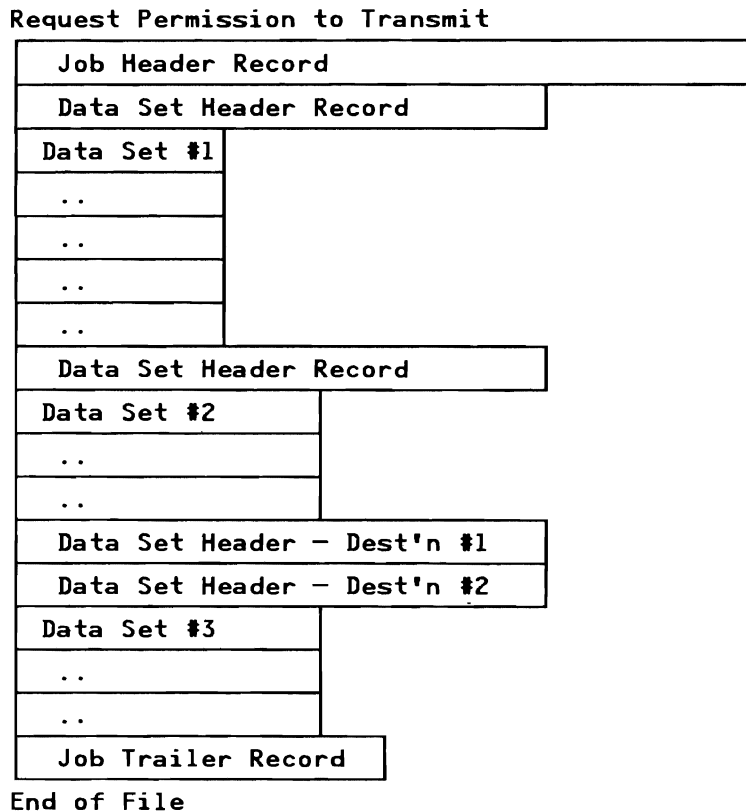 Request Permission to Transmit
Job Header Record
Data Set Header Record
Data Set #1
..
..
..
..
Data Set Header Record
Data Set #2
..
..
Data Set Header — Dest'n #1
Data Set Header — Dest'n #2
Data Set #3
..
..
Job Trailer Record
End of File